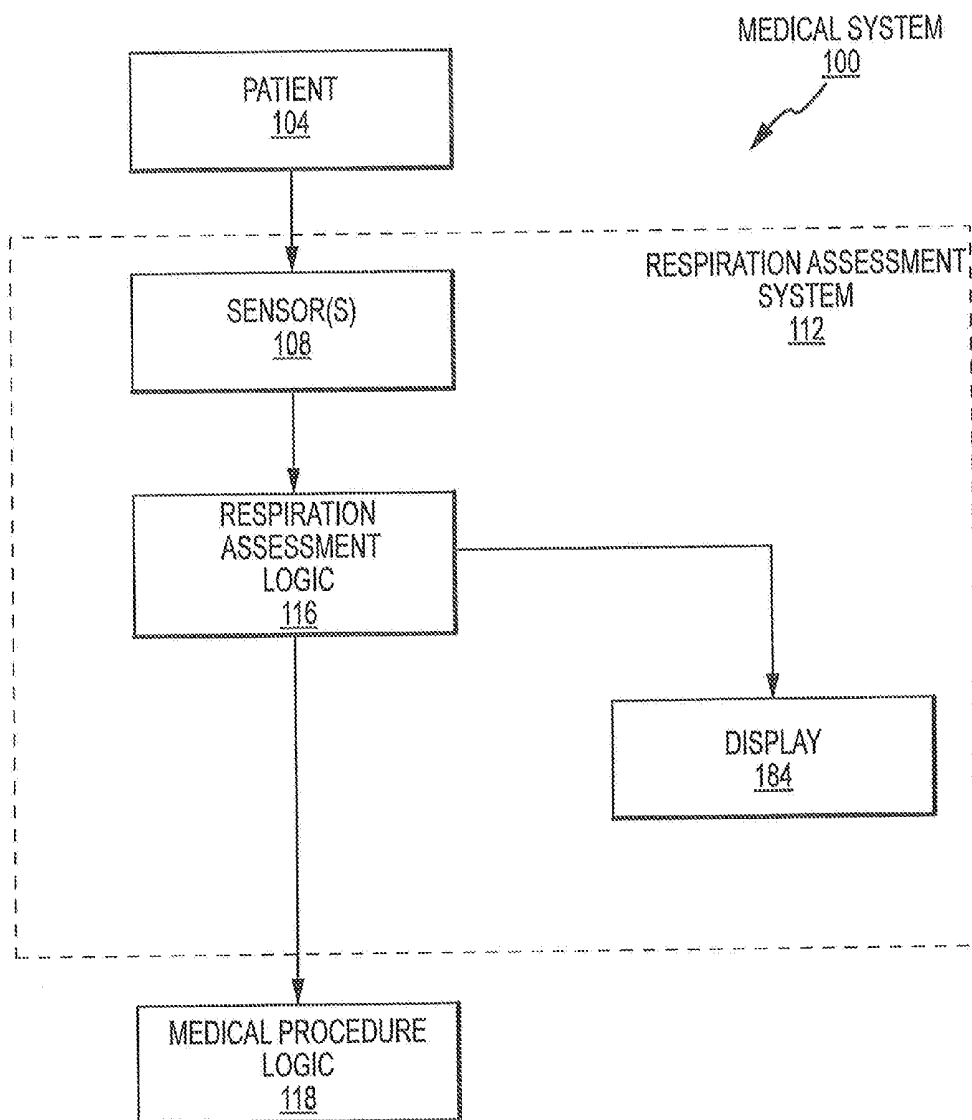 MEDICAL SYSTEM
100
PATIENT
104
RESPIRATION ASSESSMENT
SYSTEM
112
SENSOR(S)
108
RESPIRATION
ASSESSMENT
LOGIC
116
DISPLAY
184
MEDICAL PROCEDURE
LOGIC
118